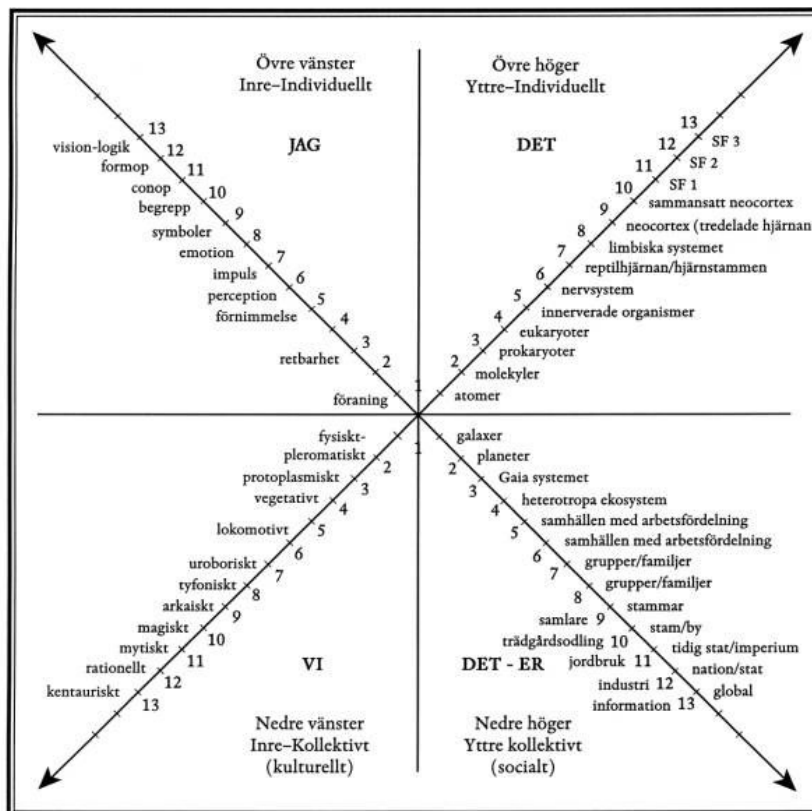 Övre vänster
Inre–Individuellt
JAG
13
vision-logik
12
formop
11
conop
10
begrepp
9
symboler
8
emotion
7
impuls
6
perception
5
förnimmelse
4
3
retbarhet
2
föraning
1
Övre höger
Yttre–Individuellt
DET
13
SF 3
12
SF 2
11
SF 1
10
sammansatt neocortex
9
neocortex (tredelade hjärnan
8
limbiska systemet
7
reptilhjärnan/hjärnstammen
6
nervsystem
5
innerverade organismer
4
eukaryoter
3
prokaryoter
2
molekyler
atomer
fysiskt-
pleromatiskt
1
2
protoplasmiskt
3
vegetativt
4
lokomotivt
5
6
uroboriskt
7
tyfoniskt
8
arkaiskt
9
magiskt
10
mytiskt
11
rationellt
12
kentauriskt
13
VI
Nedre vänster
Inre–Kollektivt
(kulturellt)
galaxer
2
planeter
3
Gaia systemet
4
heterotropa ekosystem
5
samhällen med arbetsfördelning
6
samhällen med arbetsfördelning
7
grupper/familjer
8
grupper/familjer
samlare 9
stammar
trädgårdsodling 10
stam/by
jordbruk 11
tidig stat/imperium
industri 12
nation/stat
information 13
global
DET - ER
Nedre höger
Yttre kollektivt
(socialt)